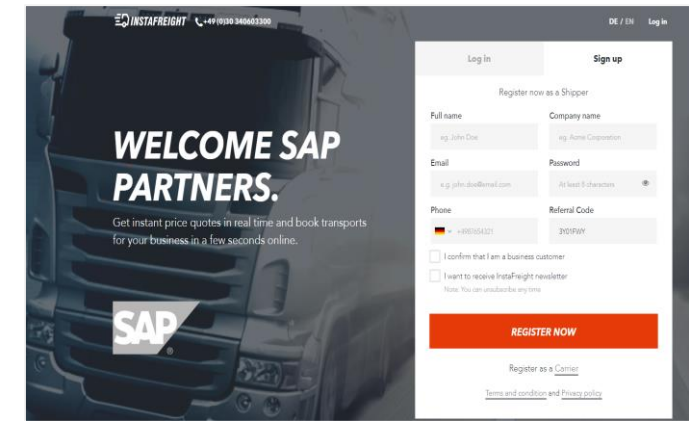 INSTAFREIGHT +49 (0)30 340603300
DE / EN Log in
Log in Sign up
Register now as a Shipper
Full name Company name
eg. John Doe eg. Acme Corporation
Email Password
e.g. john.doe@email.com At least 8 characters
Phone Referral Code
3Y01FWY
WELCOME SAP
PARTNERS.
Get instant price quotes in real time and book transports
for your business in a few seconds online.
SAP®
I confirm that I am a business customer
I want to receive InstaFreight newsletter
Note: You can unsubscribe any time
REGISTER NOW
Register as a Carrier
Terms and condition and Privacy policy